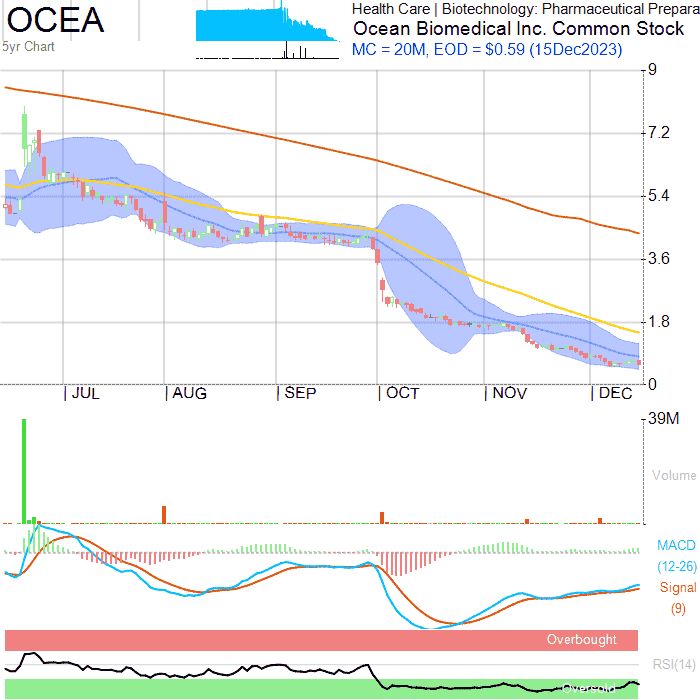 OCEA
5yr Chart
Health Care | Biotechnology: Pharmaceutical Prepara
Ocean Biomedical Inc. Common Stock
MC = 20M, EOD = $0.59 (15Dec2023)
9
7.2
5.4
3.6
1.8
0
| JUL | AUG | SEP | OCT | NOV | DEC
39M
Volume
MACD
(12-26)
Signal
(9)
Overbought
RSI(14)
Oversold